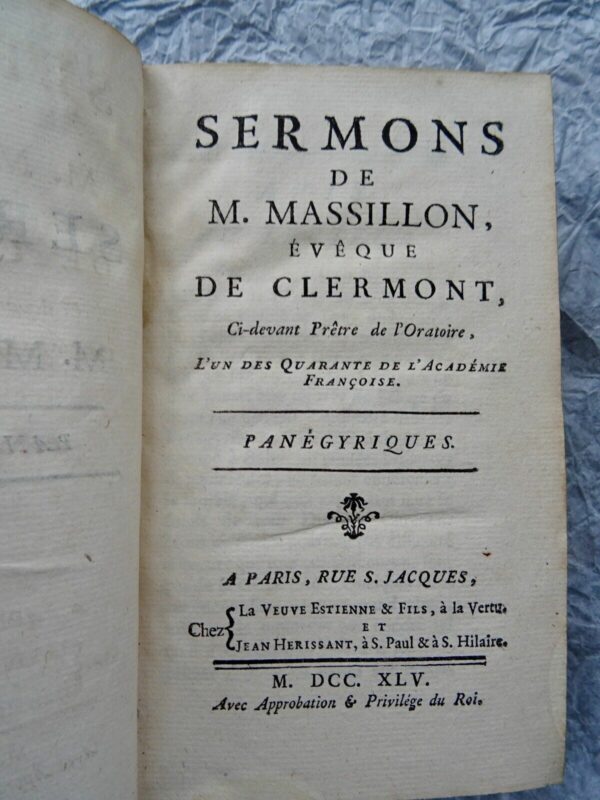 SERMONS
DE
M. MASSILLON,
ÉVÊQUE
DE CLERMONT,
Ci-devant Prêtre de l'Oratoire,
L'UN DES QUARANTE DE L'ACADÉMIE
FRANÇOISE.
PANÉGYRIQUES.
A PARIS, RUE S. JACQUES,
Chez
LA VEUVE ESTIENNE & FILS, à la Vertu.
ET
JEAN HERISSANT, à S. Paul & à S. Hilaire.
M. DCC. XLV.
Avec Approbation & Privilége du Roi.